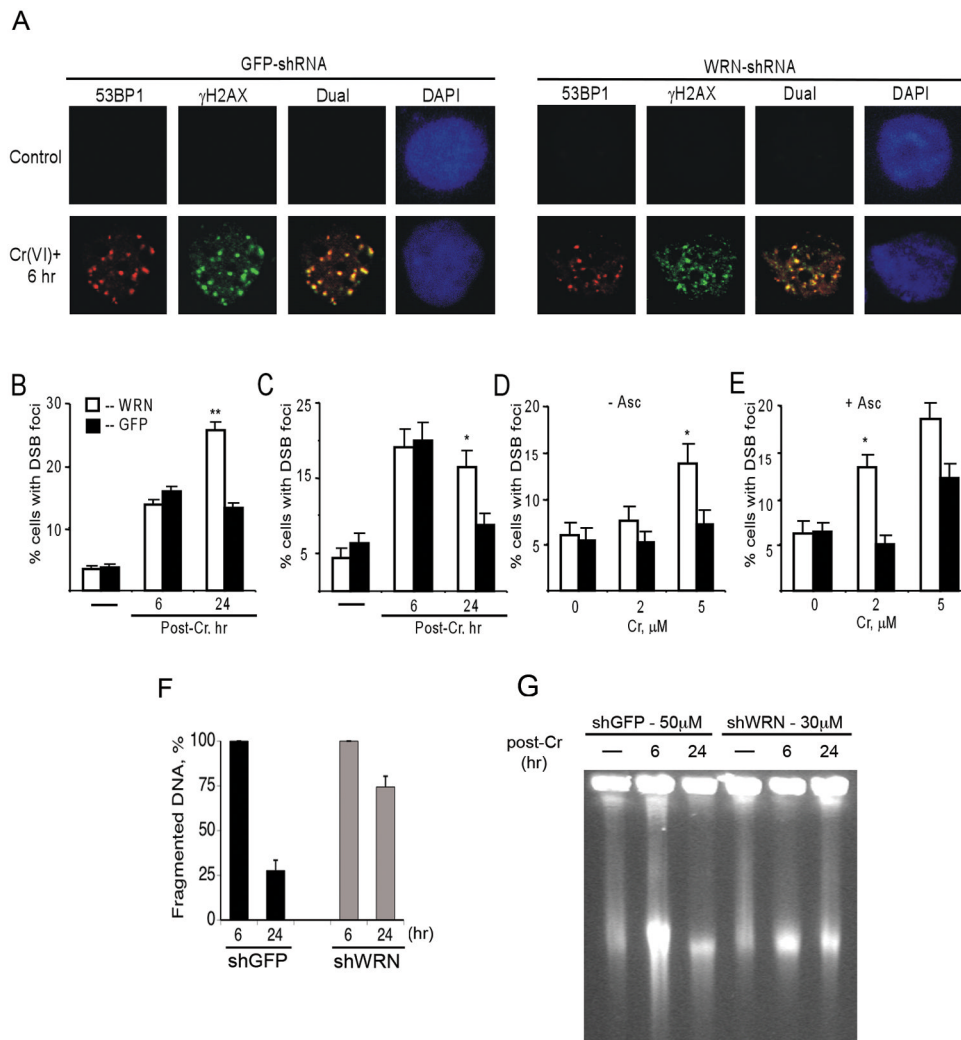 A
GFP-shRNA
WRN-shRNA
53BP1 γH2AX Dual DAPI
53BP1 γH2AX Dual DAPI
Control
Cr(VI)+
6 hr
B
% cells with DSB foci
30
20
10
-- WRN
-- GFP
**
— 6 24
Post-Cr. hr
C
% cells with DSB foci
25
15
5
*
— 6 24
Post-Cr. hr
D
% cells with DSB foci
20
15
10
5
- Asc
*
0 2 5
Cr, μM
E
% cells with DSB foci
20
15
10
5
+ Asc
*
0 2 5
Cr, μM
F
Fragmented DNA, %
100
75
50
25
0
6 24 6 24 (hr)
shGFP shWRN
G
shGFP - 50μM shWRN - 30μM
post-Cr
(hr)
— 6 24 — 6 24